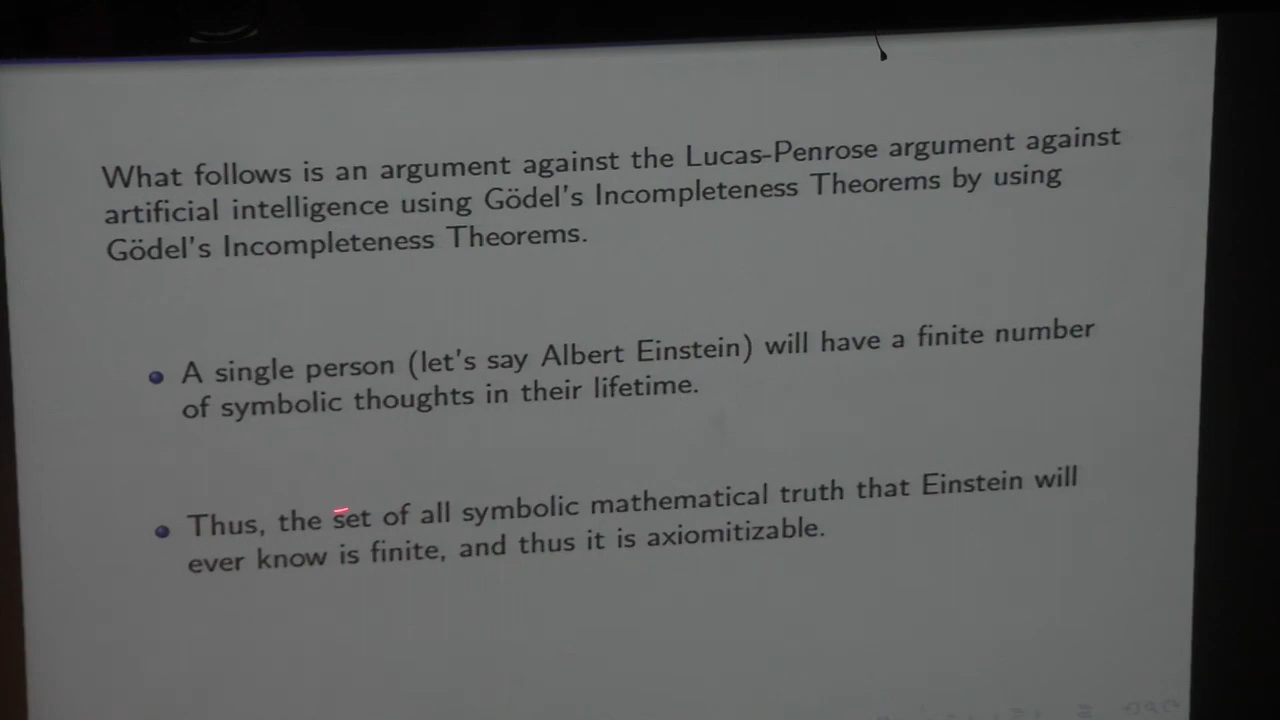 What follows is an argument against the Lucas-Penrose argument against
artificial intelligence using Gödel's Incompleteness Theorems by using
Gödel's Incompleteness Theorems.
A single person (let's say Albert Einstein) will have a finite number
of symbolic thoughts in their lifetime.
Thus, the set of all symbolic mathematical truth that Einstein will
ever know is finite, and thus it is axiomitizable.